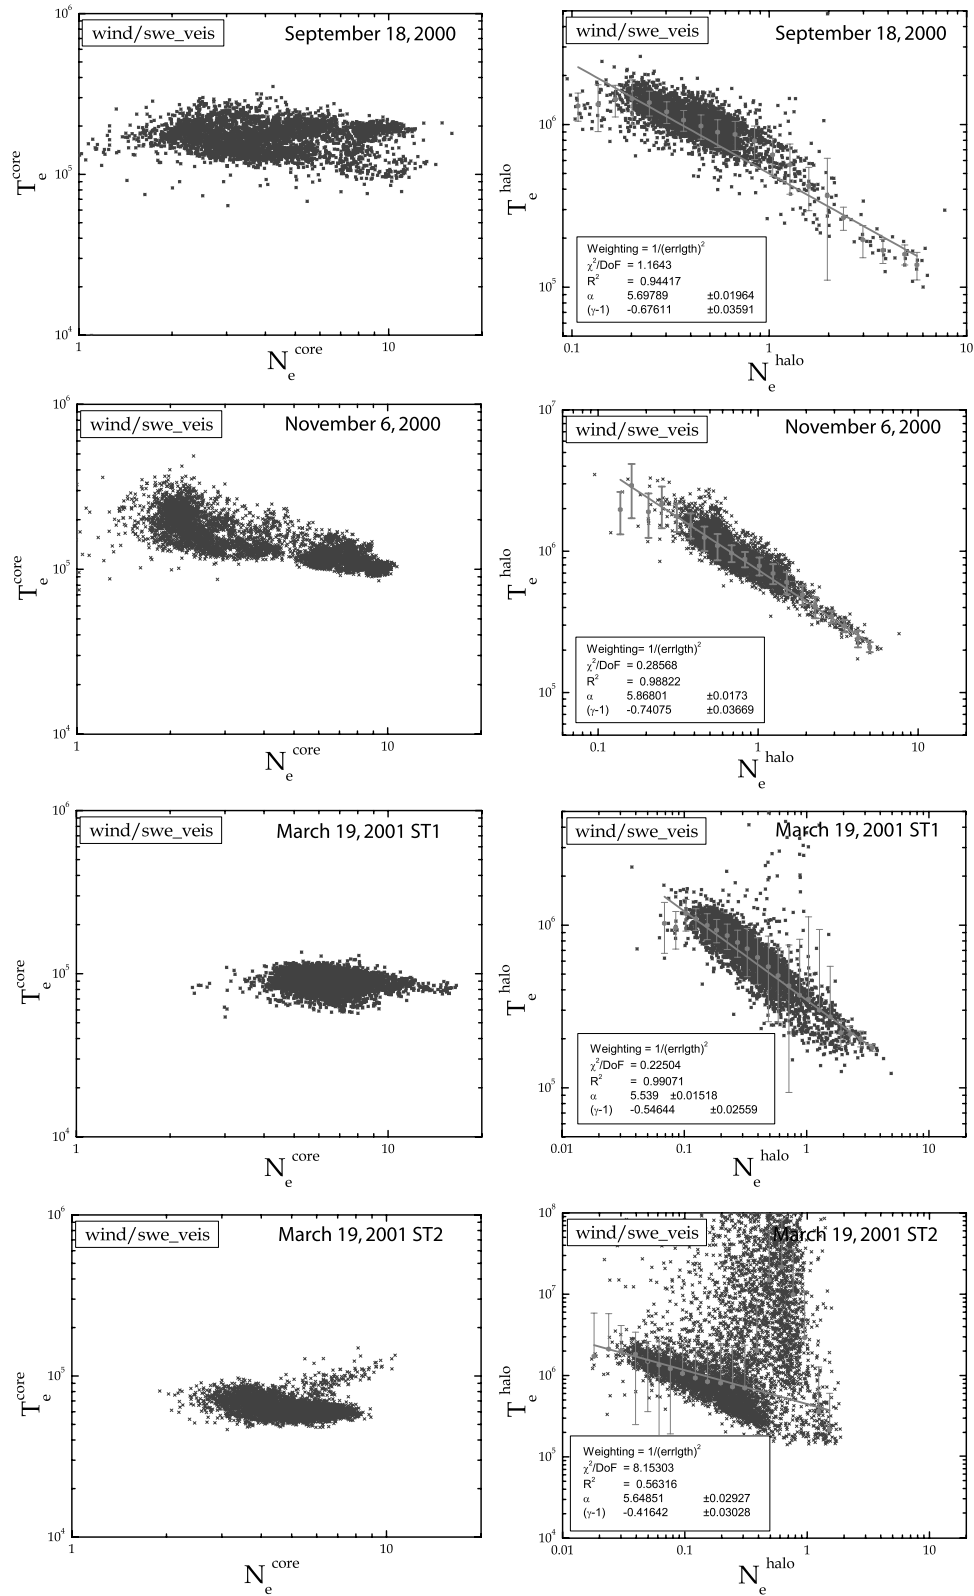 wind/swe_veis
September 18, 2000
10^6
10^5
10^4
T_e^core
1
10
N_e^core
wind/swe_veis
September 18, 2000
10^6
10^5
T_e^halo
Weighting = 1/(errlgth)^2
χ^2/DoF = 1.1643
R^2 = 0.94417
α 5.69789 ±0.01964
(γ-1) -0.67611 ±0.03591
0.1
1
10
N_e^halo
wind/swe_veis
November 6, 2000
10^6
10^5
10^4
T_e^core
1
10
N_e^core
wind/swe_veis
November 6, 2000
10^7
10^6
10^5
T_e^halo
Weighting= 1/(errlgth)^2
χ^2/DoF = 0.28568
R^2 = 0.98822
α 5.86801 ±0.0173
(γ-1) -0.74075 ±0.03669
0.1
1
10
N_e^halo
wind/swe_veis
March 19, 2001 ST1
10^6
10^5
10^4
T_e^core
1
10
N_e^core
wind/swe_veis
March 19, 2001 ST1
10^6
10^5
T_e^halo
Weighting = 1/(errlgth)^2
χ^2/DoF = 0.22504
R^2 = 0.99071
α 5.539 ±0.01518
(γ-1) -0.54644 ±0.02559
0.01
0.1
1
10
N_e^halo
wind/swe_veis
March 19, 2001 ST2
10^6
10^5
10^4
T_e^core
1
10
N_e^core
wind/swe_veis
March 19, 2001 ST2
10^8
10^7
10^6
10^5
10^4
T_e^halo
Weighting = 1/(errlgth)^2
χ^2/DoF = 8.15303
R^2 = 0.56316
α 5.64851 ±0.02927
(γ-1) -0.41642 ±0.03028
0.01
0.1
1
10
N_e^halo